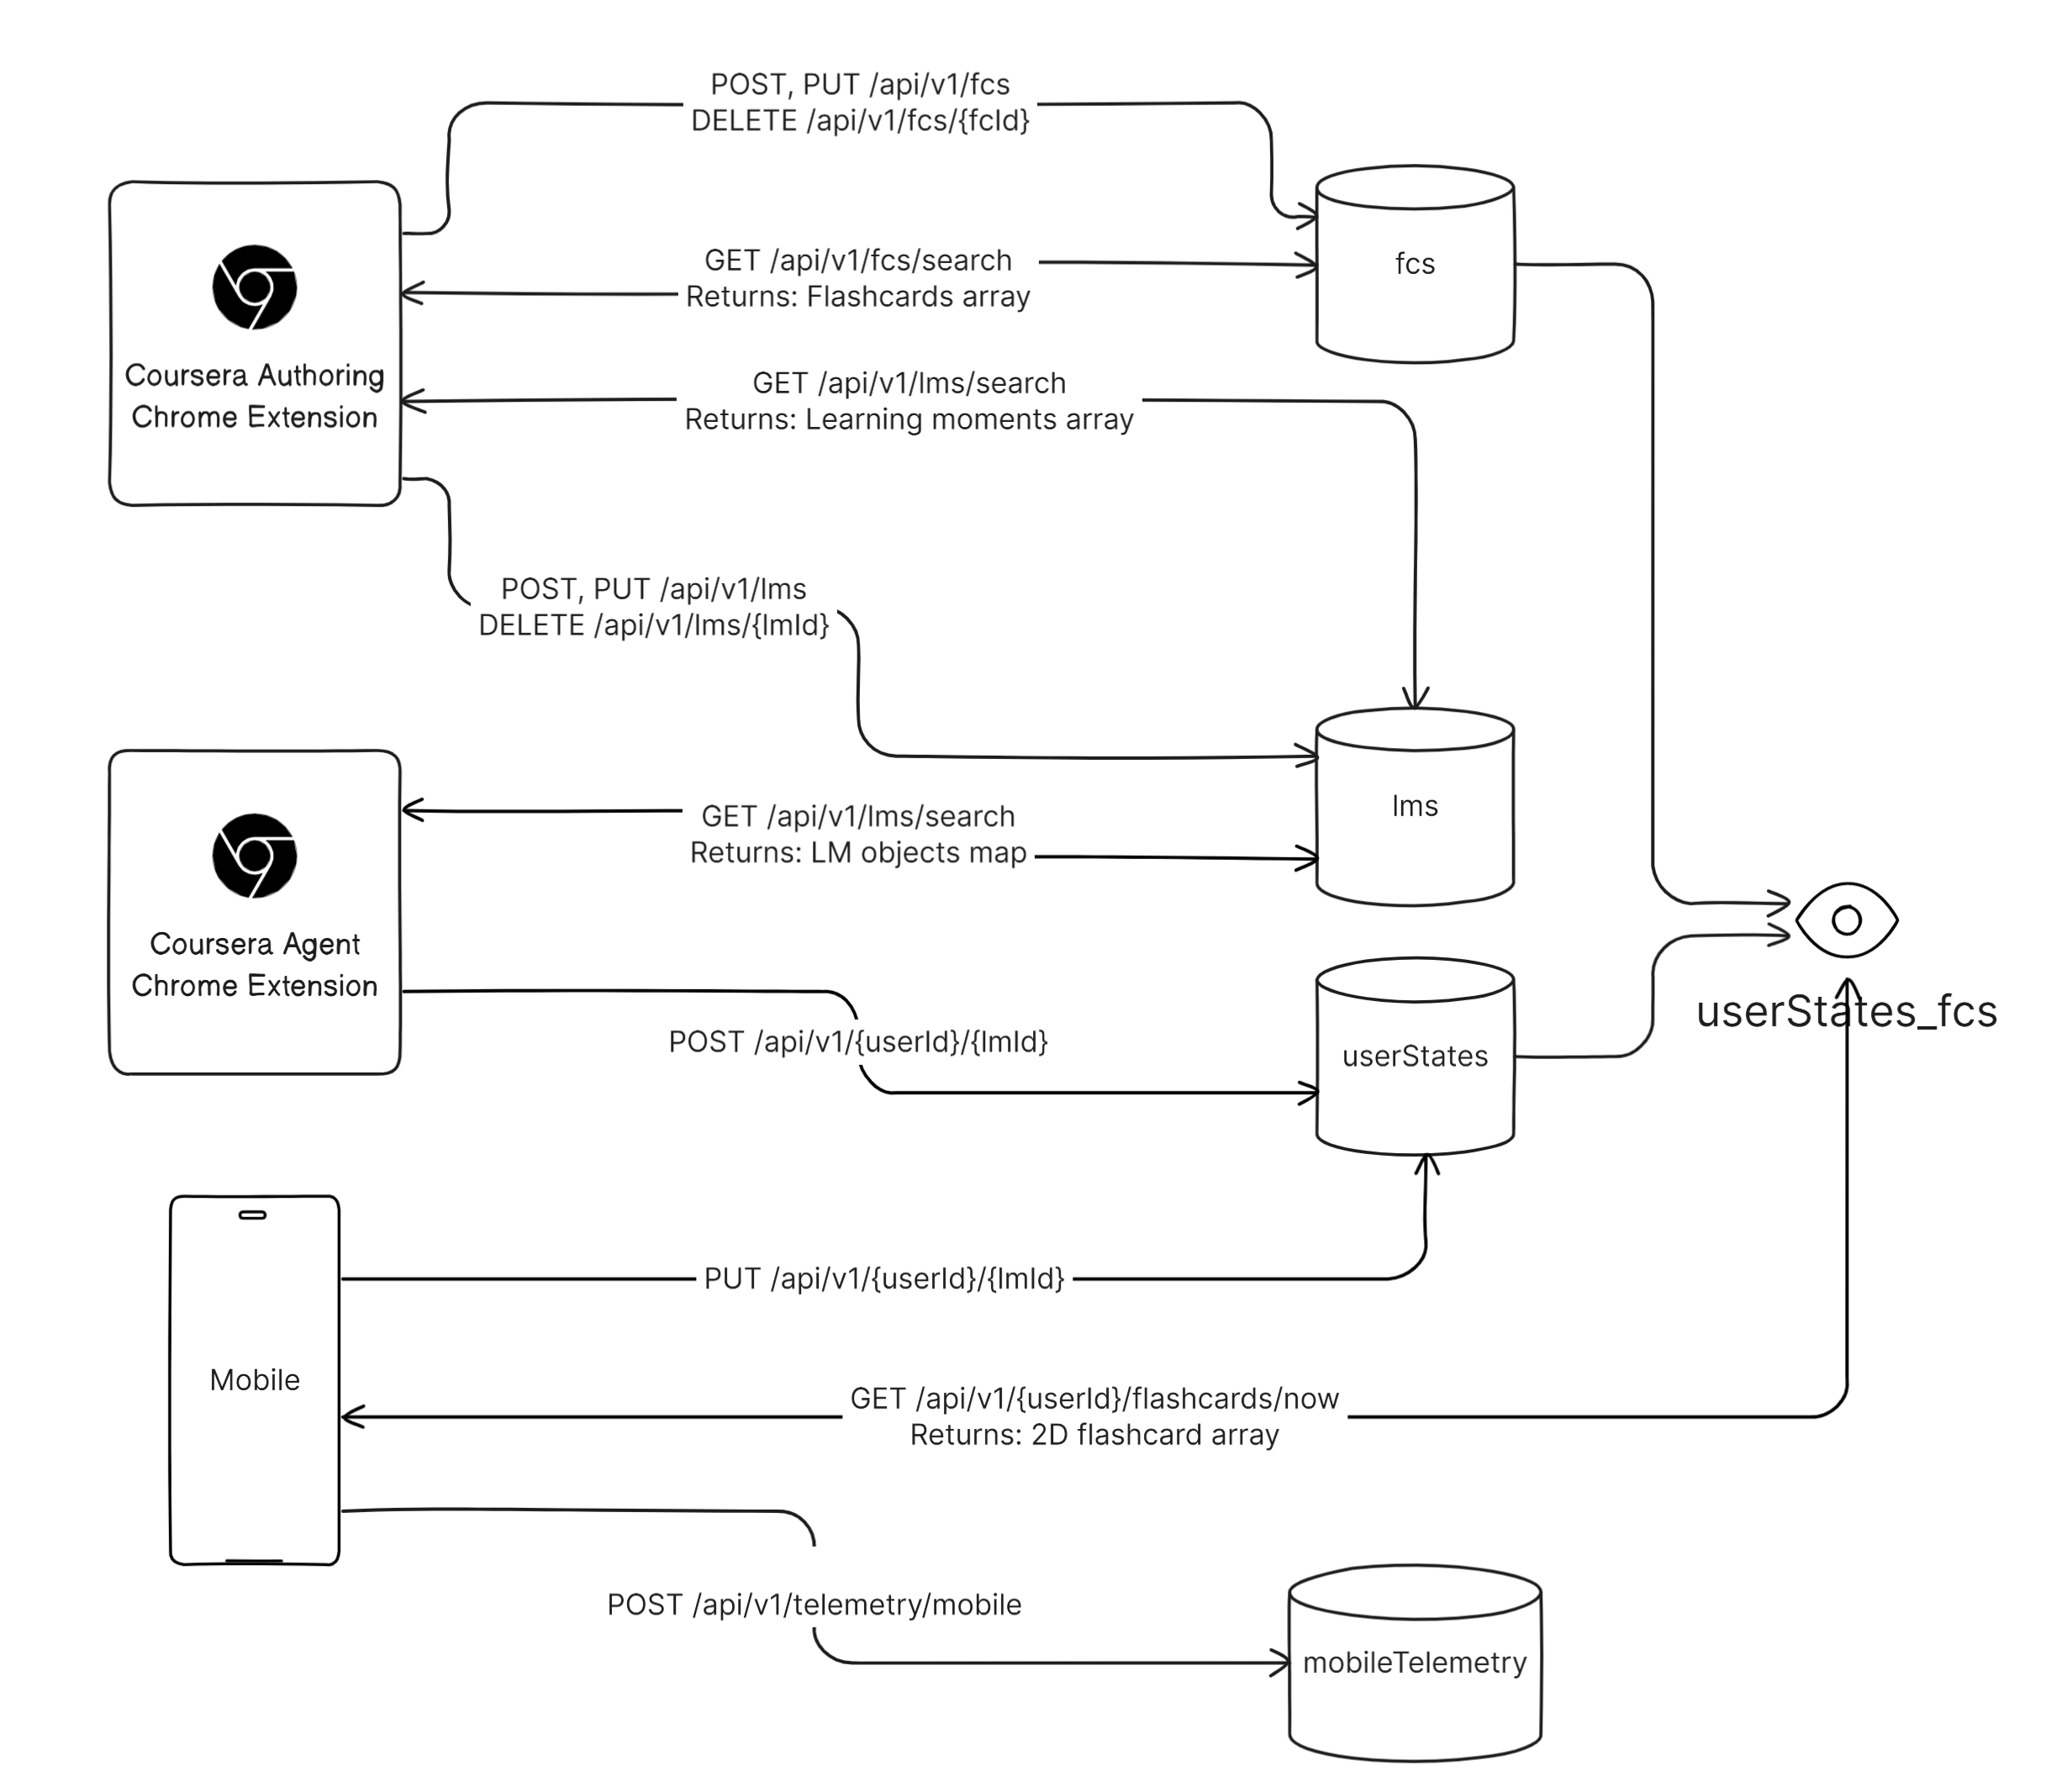 POST, PUT /api/v1/fcs
DELETE /api/v1/fcs/{fcId}
GET /api/v1/fcs/search
Returns: Flashcards array
fcs
Coursera Authoring
Chrome Extension
GET /api/v1/lms/search
Returns: Learning moments array
POST, PUT /api/v1/lms
DELETE /api/v1/lms/{lmId}
lms
GET /api/v1/lms/search
Returns: LM objects map
Coursera Agent
Chrome Extension
userStates_fcs
POST /api/v1/{userId}/{lmId}
userStates
PUT /api/v1/{userId}/{lmId}
Mobile
GET /api/v1/{userId}/flashcards/now
Returns: 2D flashcard array
POST /api/v1/telemetry/mobile
mobileTelemetry